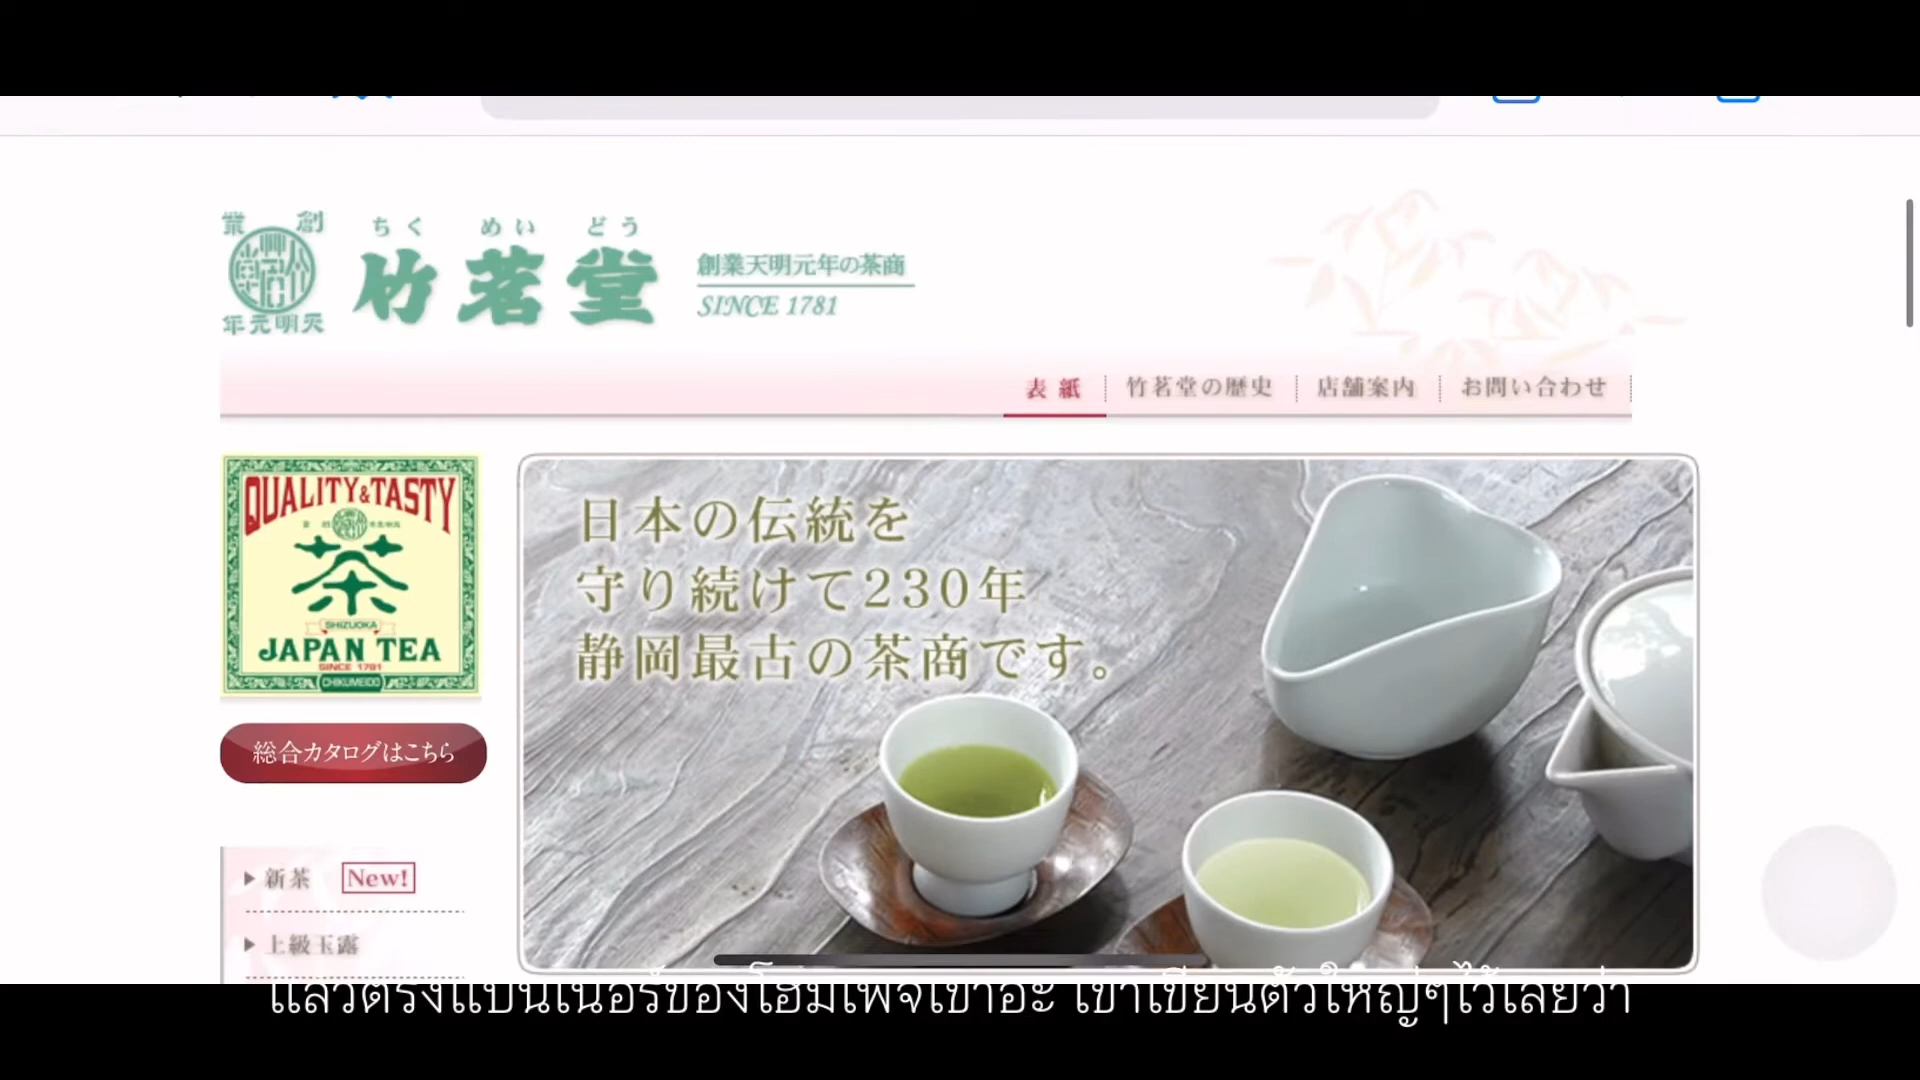 創業
天明元年
ちく めい どう
竹茗堂
創業天明元年の茶商
SINCE 1781
表紙
竹茗堂の歴史
店舗案内
お問い合わせ
QUALITY & TASTY
茶
SHIZUOKA
JAPAN TEA
SINCE 1781
CHIKUMEIDO
総合カタログはこちら
新茶 New!
上級玉露
日本の伝統を
守り続けて230年
静岡最古の茶商です。
แล้วตรงแบนเนอร์ของโฮมเพจเขาอะ เขาเขียนตัวใหญ่ๆไว้เลยว่า